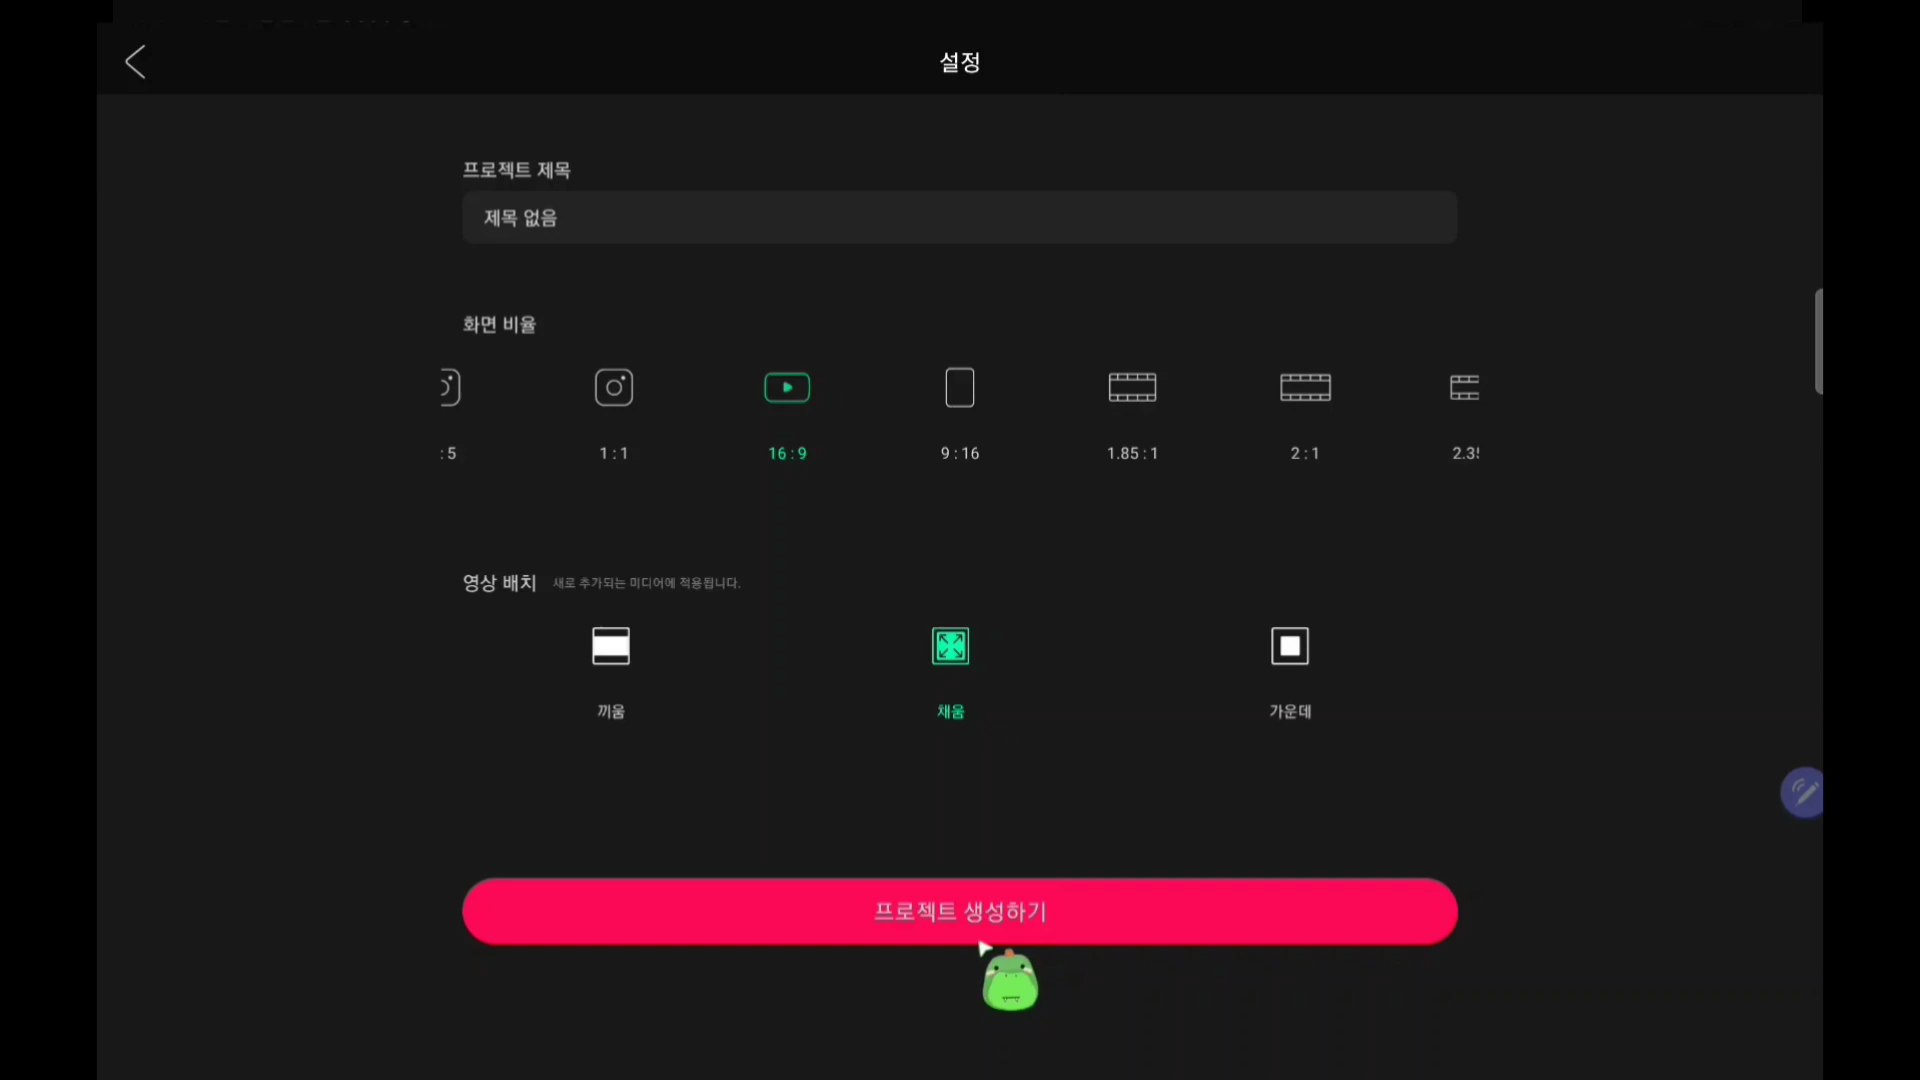 설정
프로젝트 제목
제목 없음
화면 비율
:5 1:1 16:9 9:16 1.85:1 2:1 2.3
영상 배치 새로 추가되는 미디어에 적용됩니다.
끼움 채움 가운데
프로젝트 생성하기